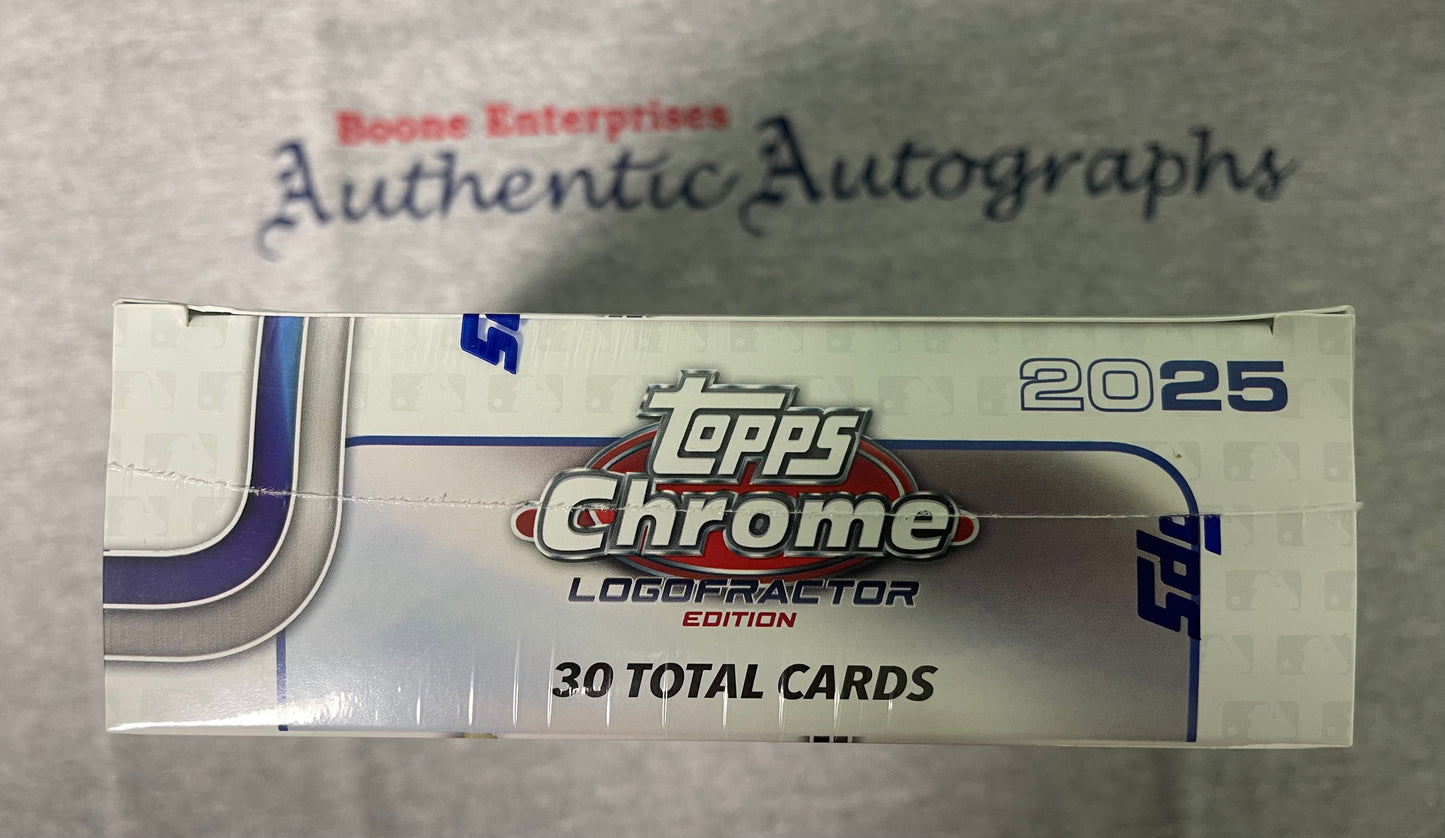 Boone Enterprises
Authentic Autographs
2025
Topps
Chrome
LOGOFRACTOR
EDITION
30 TOTAL CARDS